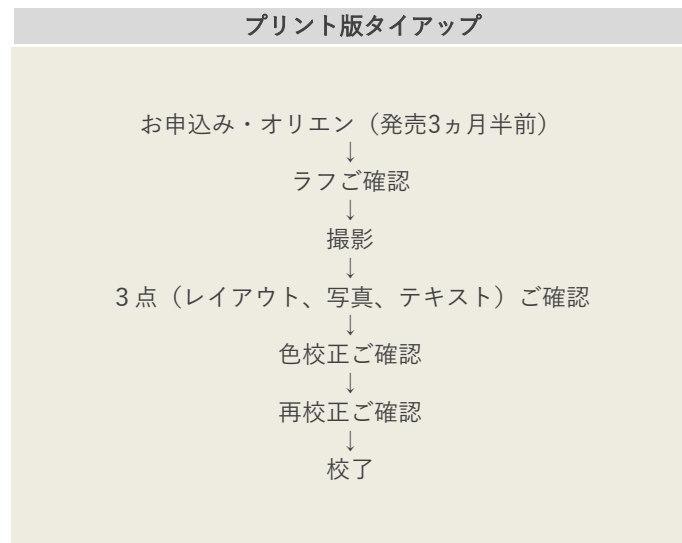 プリント版タイアップ
お申込み・オリエン（発売3ヵ月半前）
↓
ラフご確認
↓
撮影
↓
３点（レイアウト、写真、テキスト）ご確認
↓
色校正ご確認
↓
再校正ご確認
↓
校了